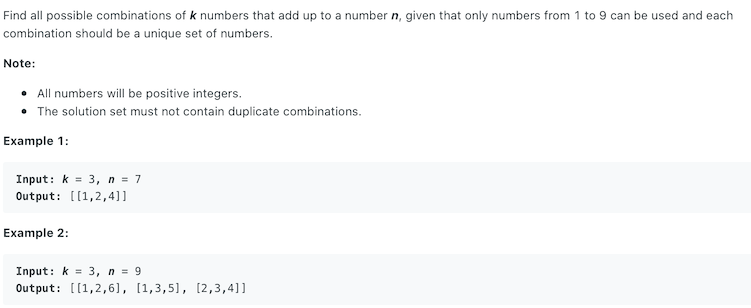 Find all possible combinations of k numbers that add up to a number n, given that only numbers from 1 to 9 can be used and each
combination should be a unique set of numbers.
Note:
• All numbers will be positive integers.
• The solution set must not contain duplicate combinations.
Example 1:
Input: k = 3, n = 7
Output: [[1,2,4]]
Example 2:
Input: k = 3, n = 9
Output: [[1,2,6], [1,3,5], [2,3,4]]